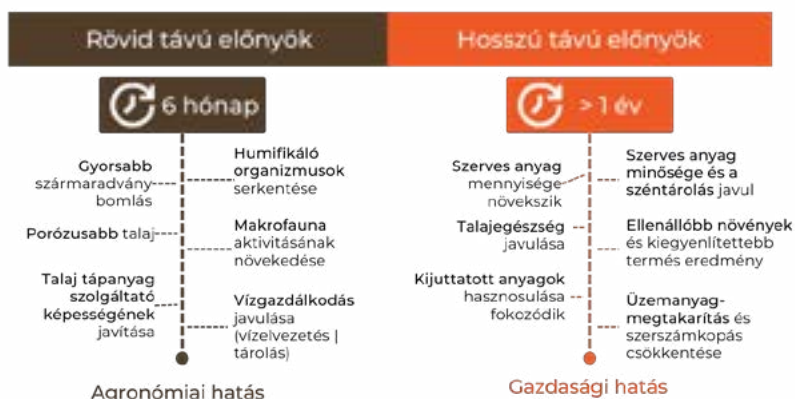 Rövid távú előnyök
6 hónap
Gyorsabb
szármaradvány
bomlás
Humifikáló
organizmusok
serkentése
Porózusabb talaj
Makrofauna
aktivitásának
növekedése
Talaj tápanyag
szolgáltató
képességének
javítása
Vízgazdálkodás
javulása
(vízelvezetés |
tárolás)
Agronómiai hatás
Hosszú távú előnyök
> 1 év
Szerves anyag
mennyisége
növekszik
Szerves anyag
minősége és a
széntárolás javul
Talajegészség
javulása
Ellenállóbb növények
és kiegyenlítettebb
termés eredmény
Kijuttatott anyagok
hasznosulása
fokozódik
Üzemanyag-
megtakarítás és
szerszámkopás
csökkentése
Gazdasági hatás